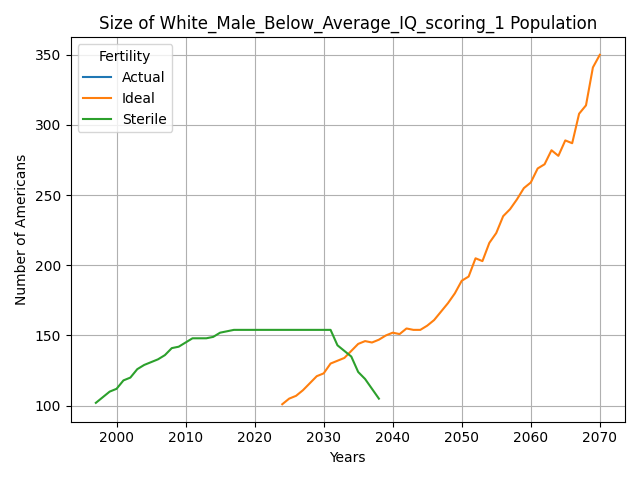 Size of White_Male_Below_Average_IQ_scoring_1 Population
Fertility
Actual
Ideal
Sterile
350
300
250
200
150
100
Number of Americans
2000 2010 2020 2030 2040 2050 2060 2070
Years